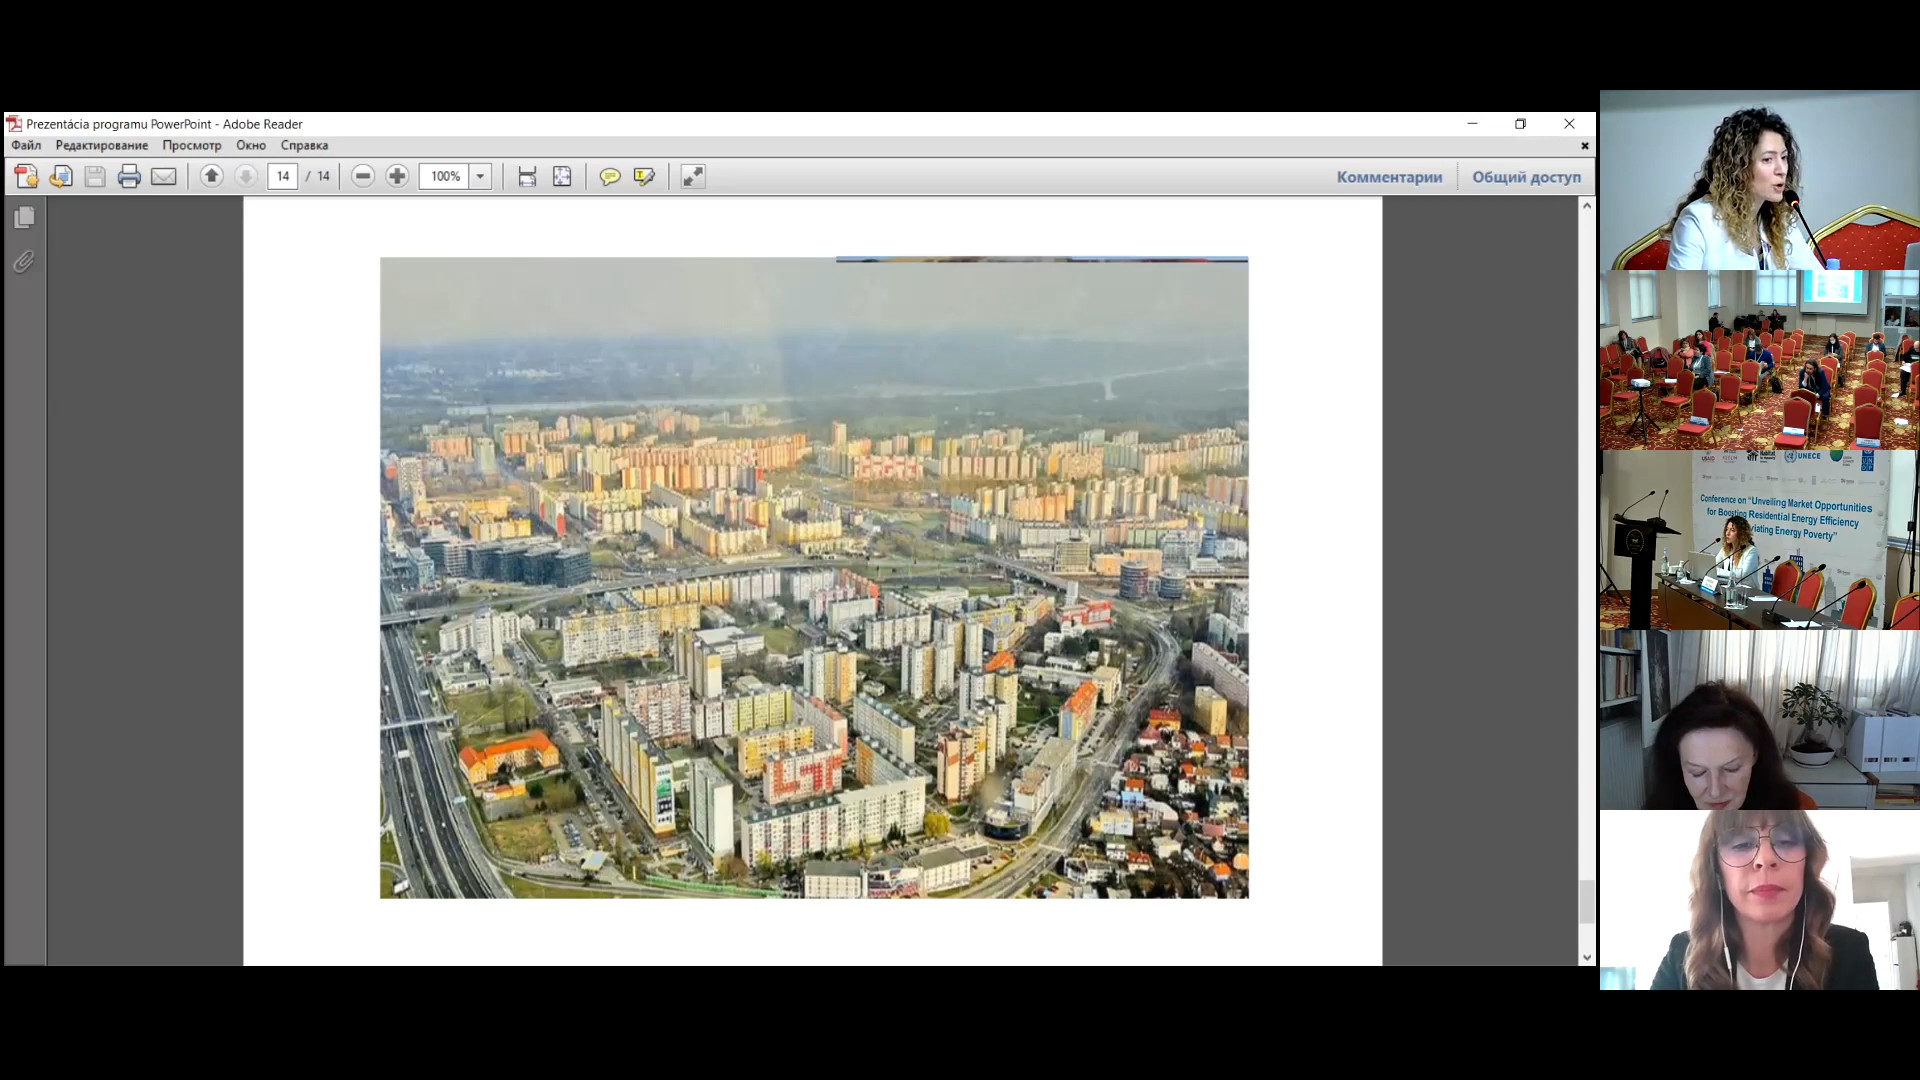 Prezentácia programu PowerPoint - Adobe Reader
Файл Редактирование Просмотр Окно Справка
14 / 14 100% Комментарии Общий доступ
UNECE
Conference on "Unveiling Market Opportunities
for Boosting Residential Energy Efficiency
viating Energy Poverty"